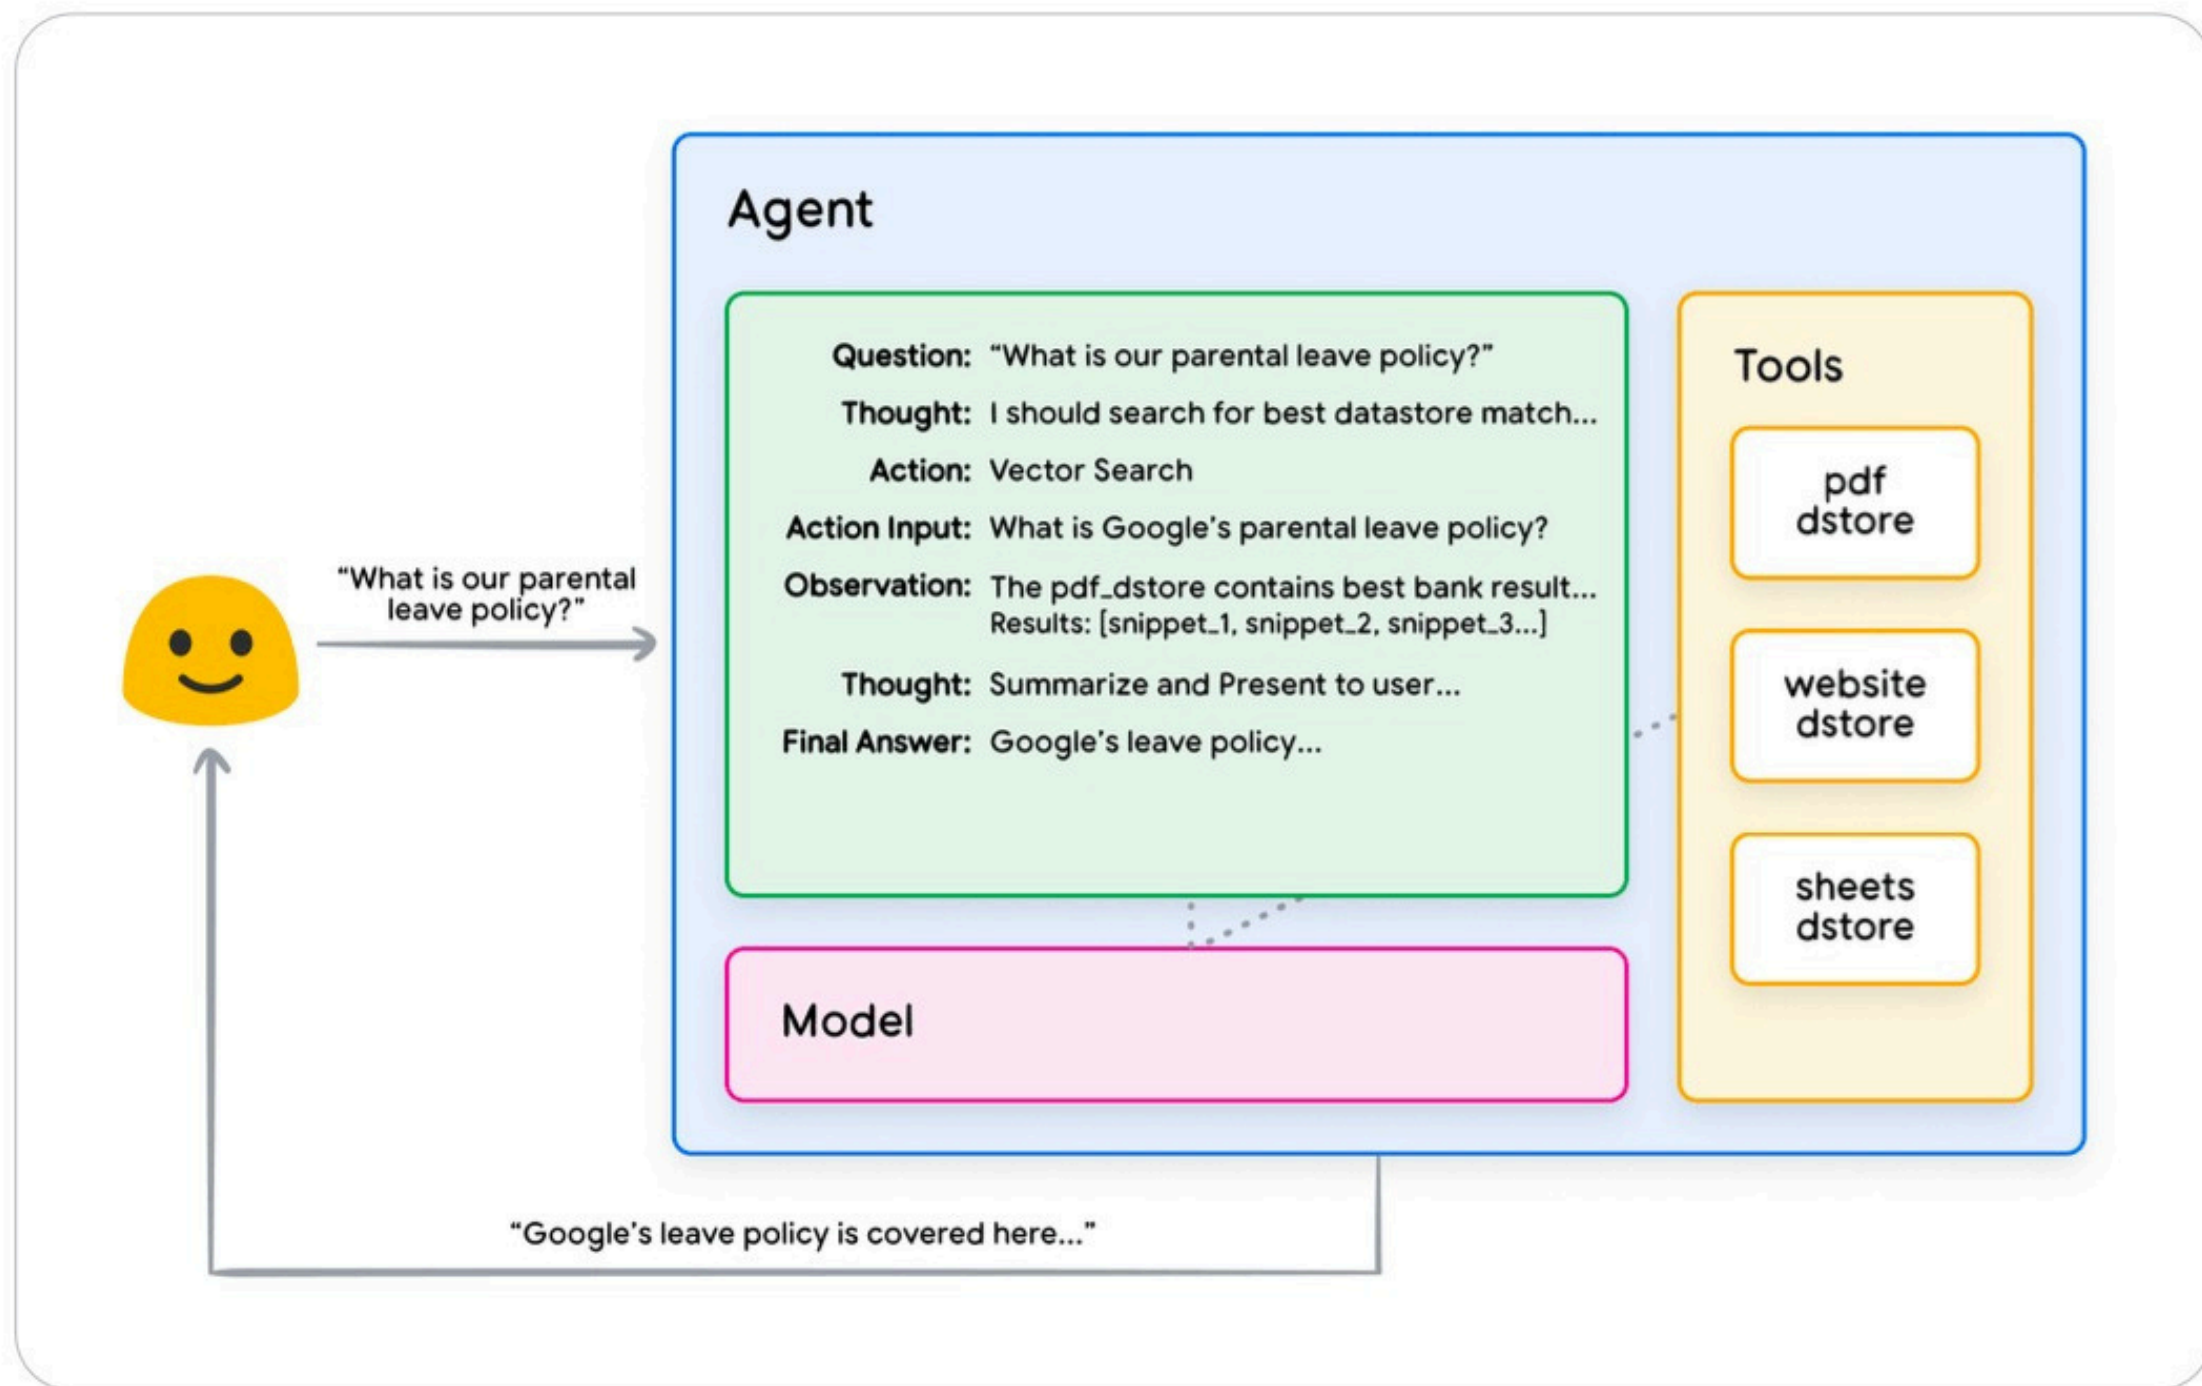 Agent
Question: “What is our parental leave policy?”
Thought: I should search for best datastore match...
Action: Vector Search
Action Input: What is Google’s parental leave policy?
Observation: The pdf_dstore contains best bank result...
Results: [snippet_1, snippet_2, snippet_3...]
Thought: Summarize and Present to user...
Final Answer: Google’s leave policy...
Tools
pdf
dstore
website
dstore
sheets
dstore
“What is our parental
leave policy?”
Model
“Google’s leave policy is covered here...”